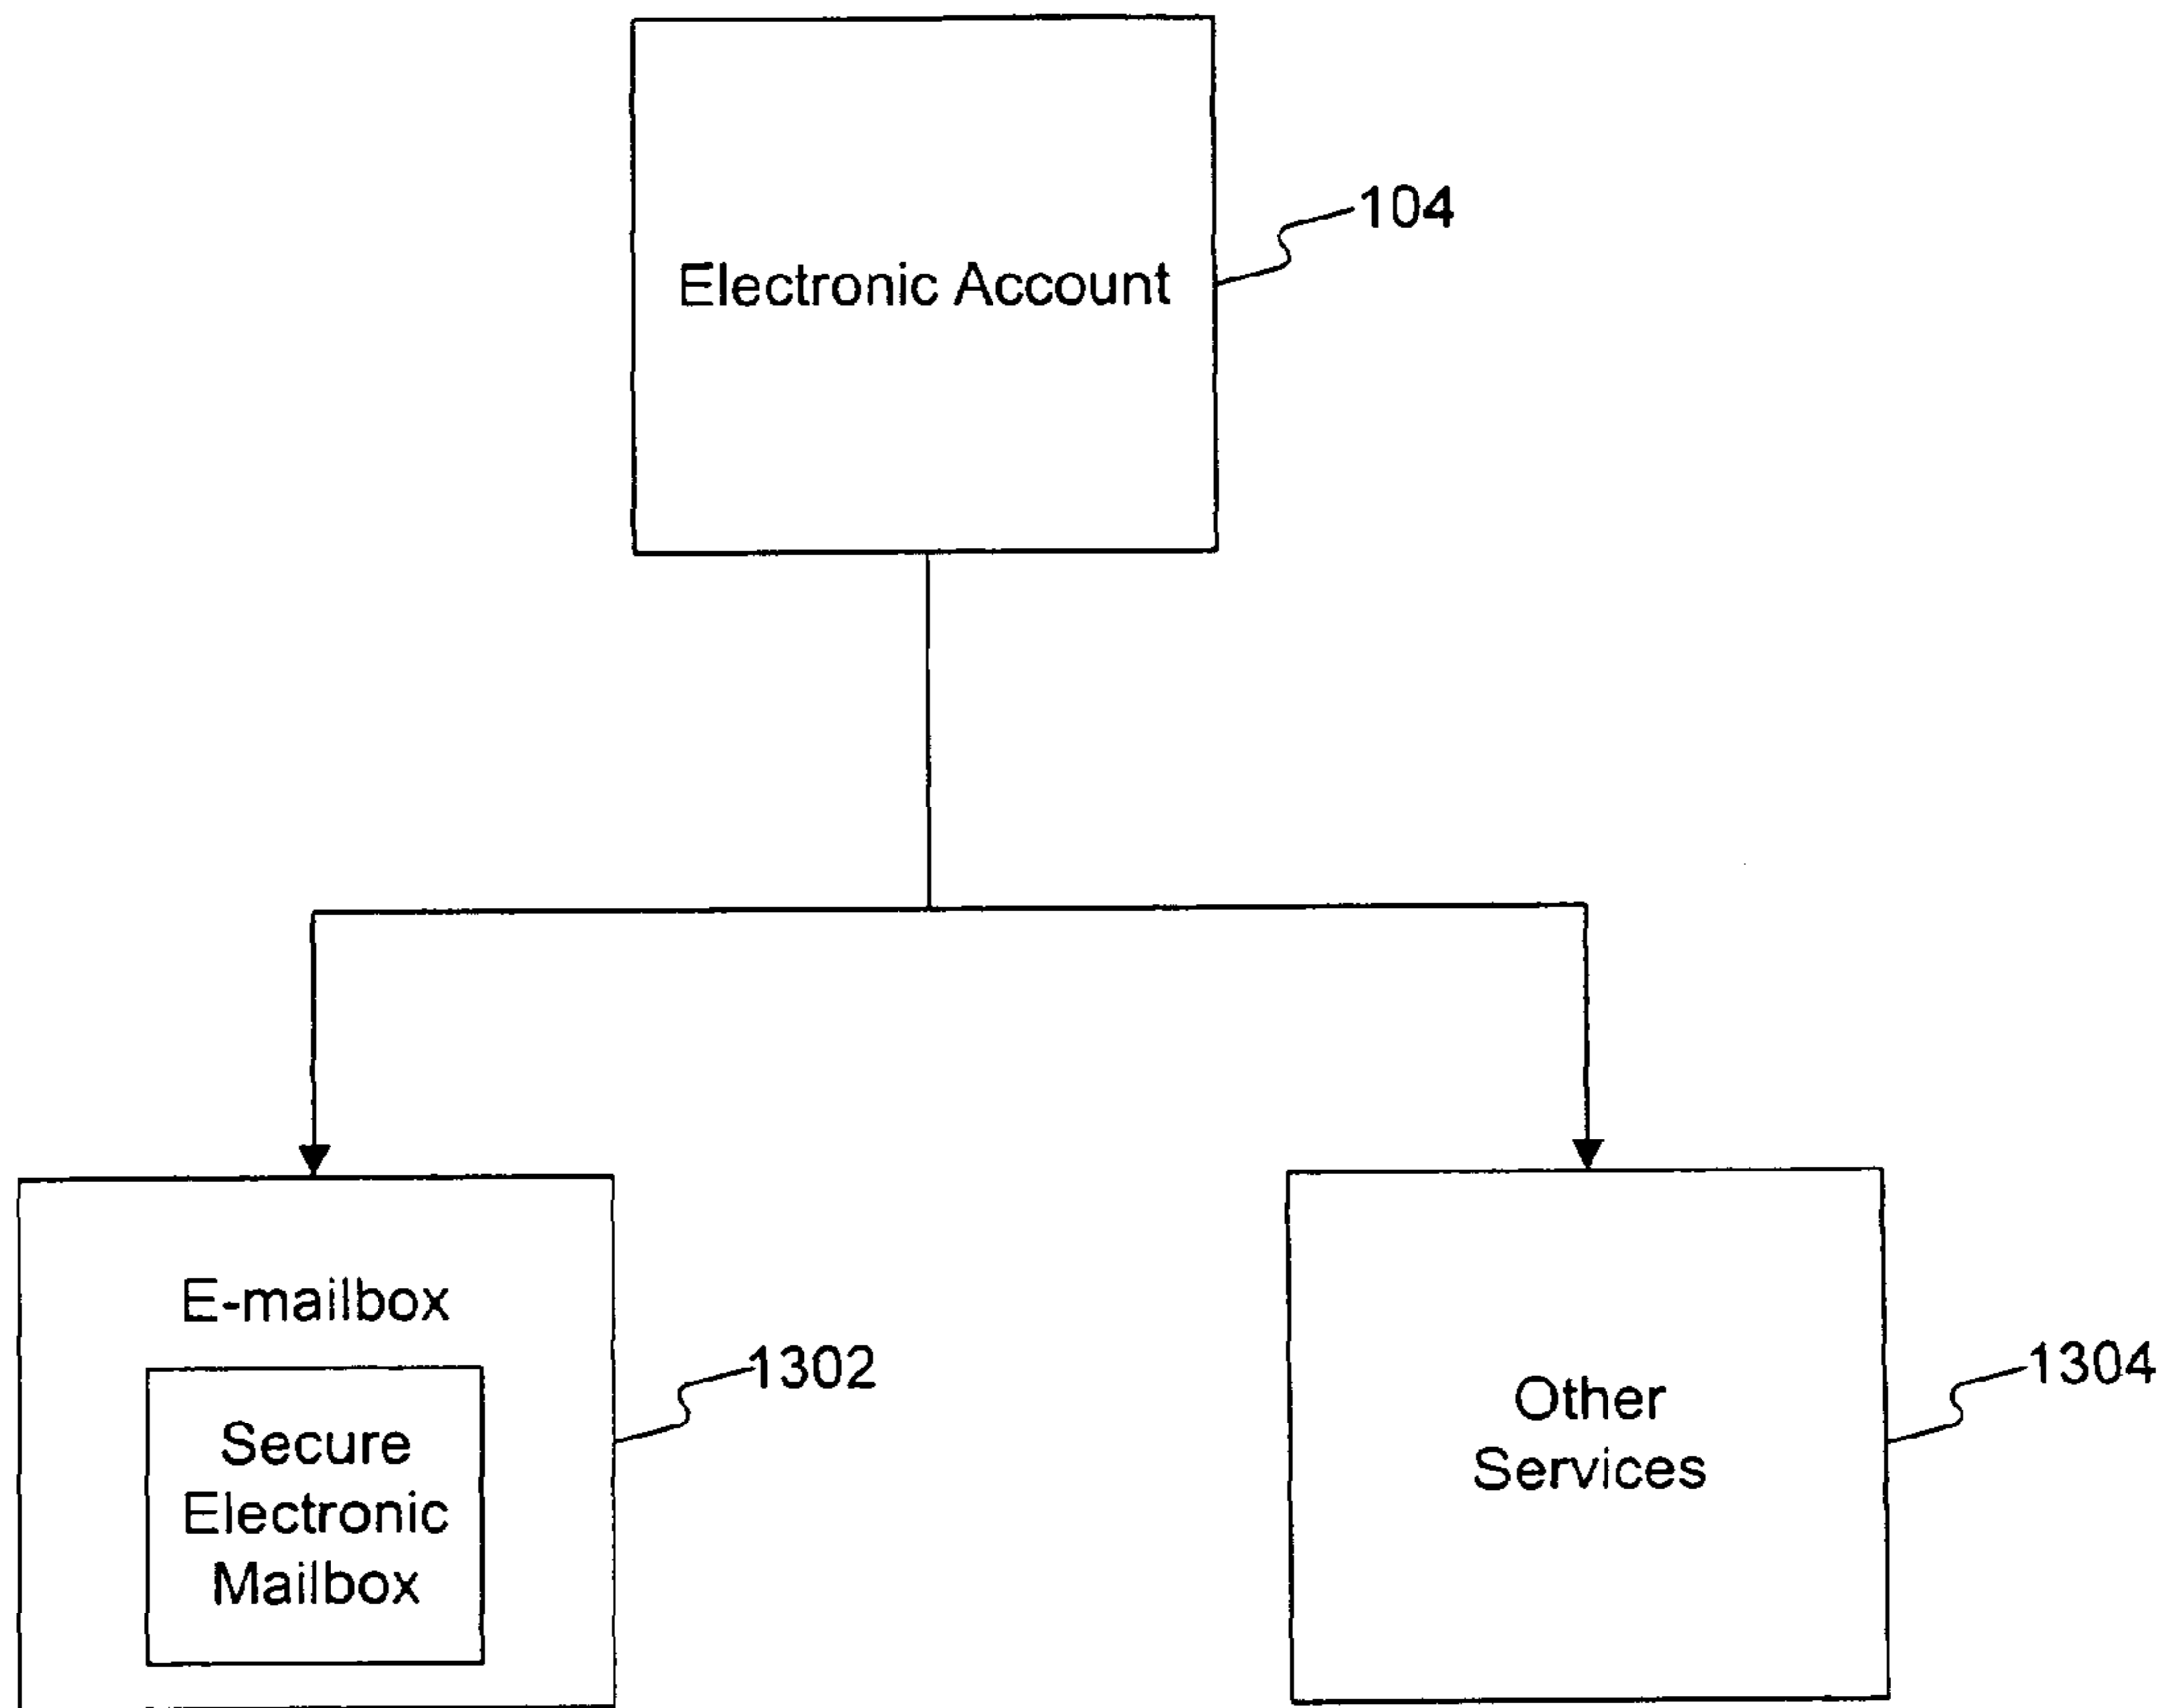 104
Electronic Account
E-mailbox
1302
Secure
Electronic
Mailbox
1304
Other
Services